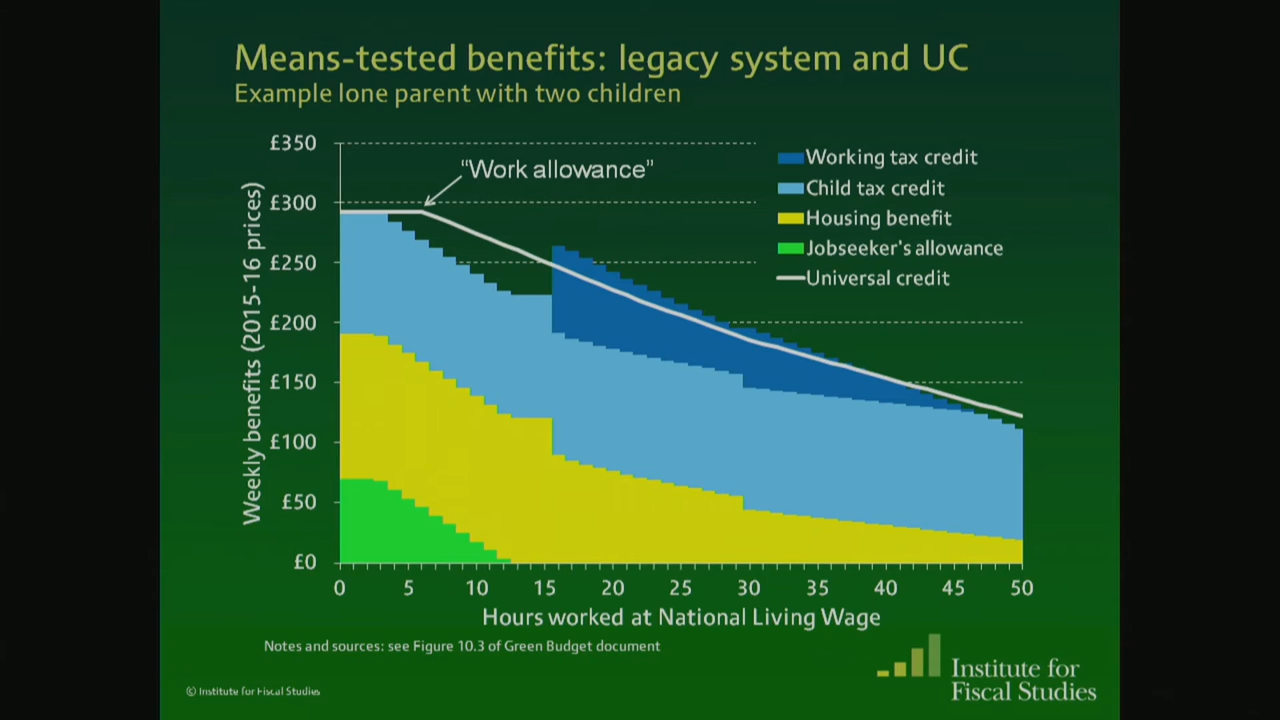 Means-tested benefits: legacy system and UC
Example lone parent with two children
Weekly benefits (2015-16 prices)
£350
£300
£250
£200
£150
£100
£50
£0
“Work allowance”
Working tax credit
Child tax credit
Housing benefit
Jobseeker's allowance
Universal credit
0 5 10 15 20 25 30 35 40 45 50
Hours worked at National Living Wage
Notes and sources: see Figure 10.3 of Green Budget document
© Institute for Fiscal Studies
Institute for
Fiscal Studies